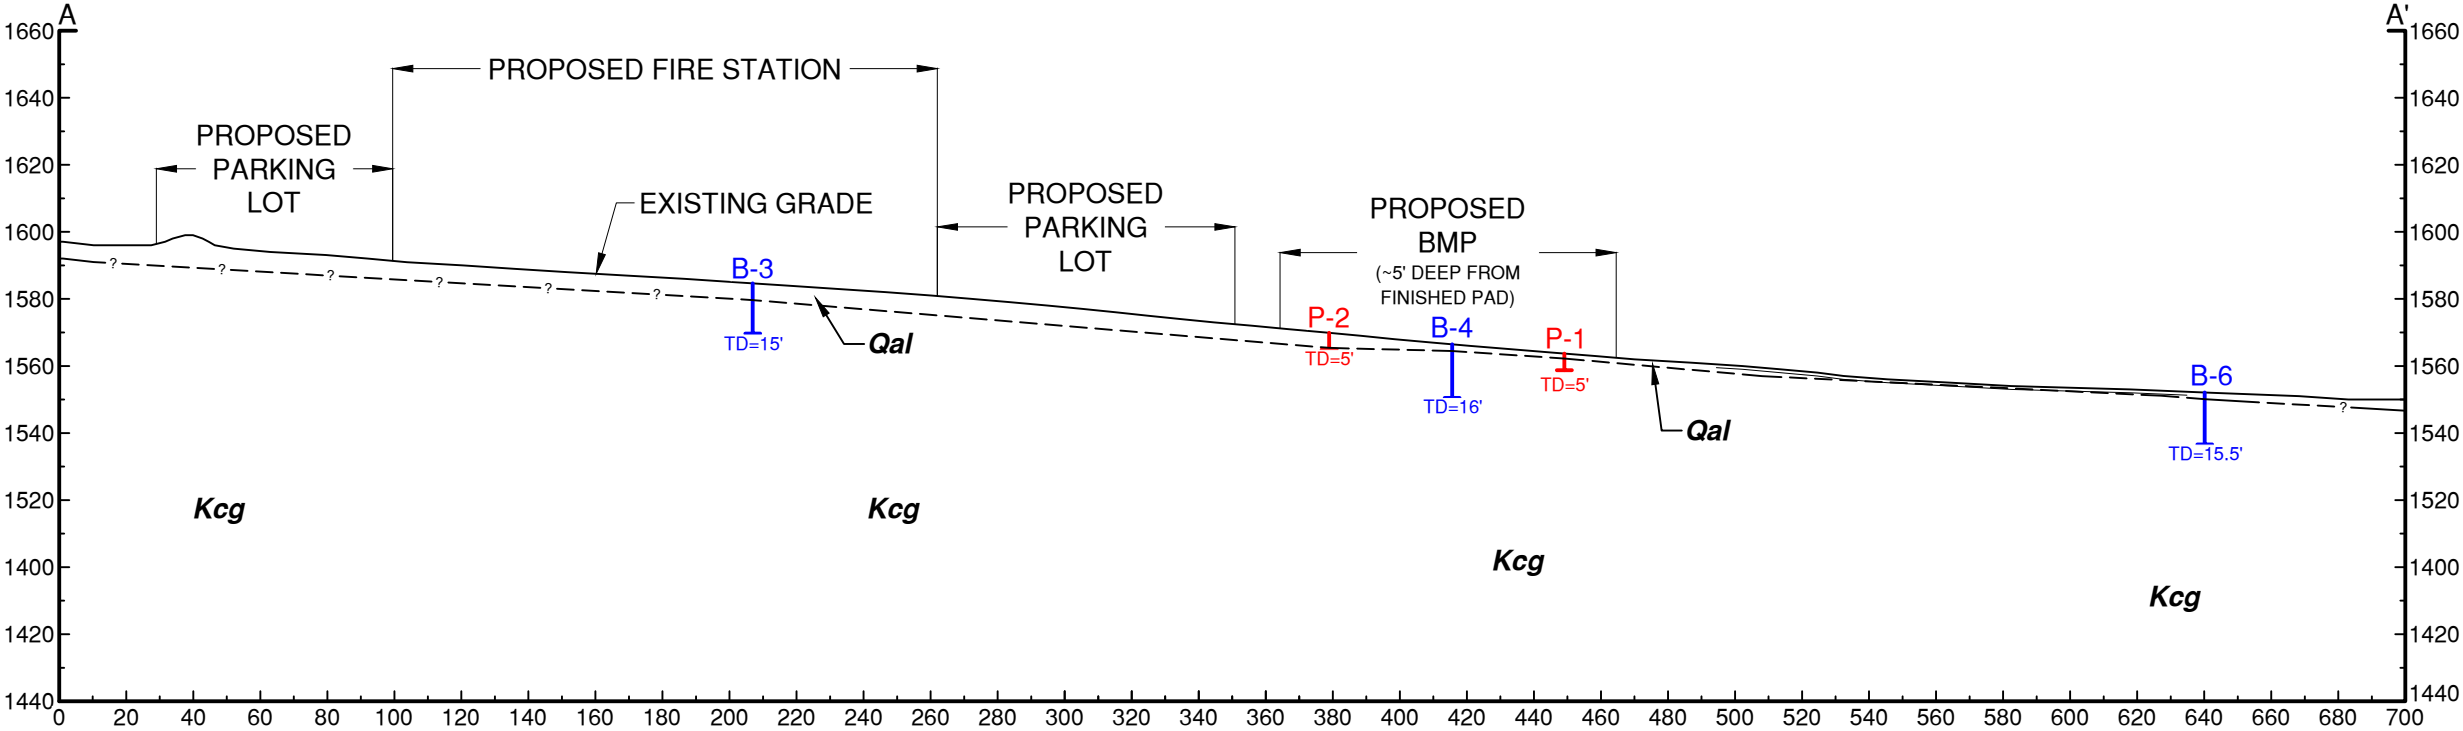 A
A'
1660
1640
1620
1600
1580
1560
1540
1520
1400
1420
1440
1660
1640
1620
1600
1580
1560
1540
1520
1400
1420
1440
PROPOSED FIRE STATION
PROPOSED
PARKING
LOT
EXISTING GRADE
PROPOSED
PARKING
LOT
PROPOSED
BMP
(~5' DEEP FROM
FINISHED PAD)
? ? ? ? ? ? ?
B-3
TD=15'
Qal
P-2
TD=5'
B-4
TD=16'
P-1
TD=5'
Qal
B-6
TD=15.5'
Kcg
Kcg
Kcg
Kcg
0 20 40 60 80 100 120 140 160 180 200 220 240 260 280 300 320 340 360 380 400 420 440 460 480 500 520 540 560 580 600 620 640 660 680 700